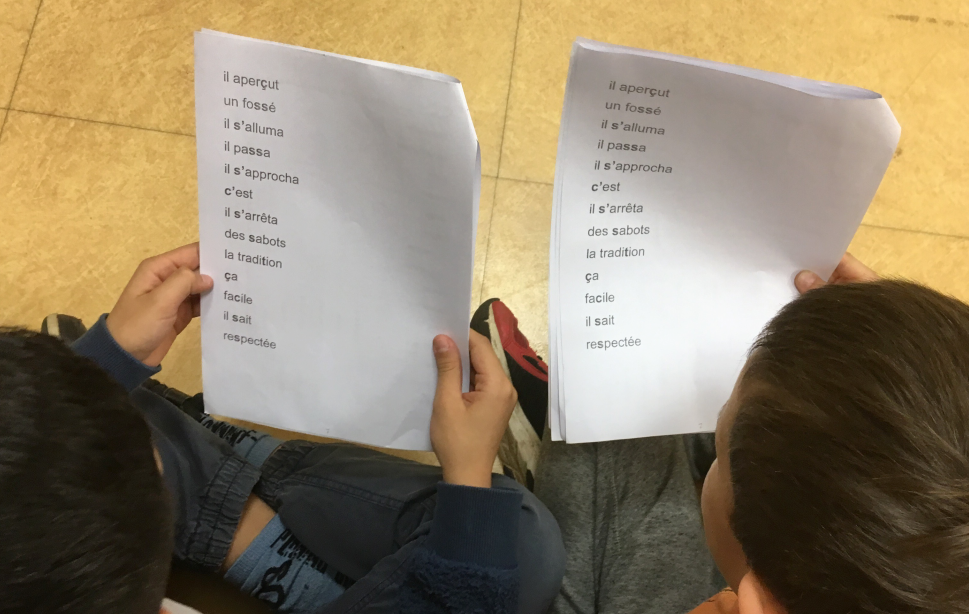 il aperçut
un fossé
il s'alluma
il passa
il s'approcha
c'est
il s'arrêta
des sabots
la tradition
ça
facile
il sait
respectée
il aperçut
un fossé
il s'alluma
il passa
il s'approcha
c'est
il s'arrêta
des sabots
la tradition
ça
facile
il sait
respectée